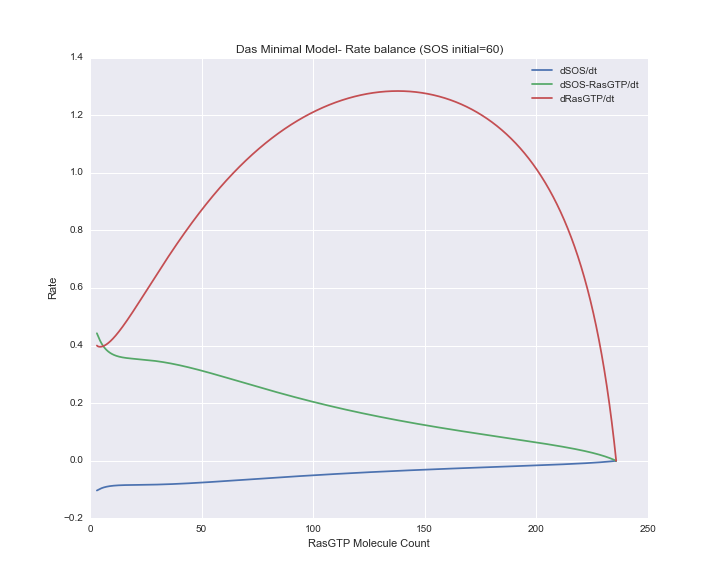 Das Minimal Model- Rate balance (SOS initial=60)
1.4
1.2
1.0
0.8
0.6
0.4
0.2
0.0
−0.2
Rate
dSOS/dt
dSOS-RasGTP/dt
dRasGTP/dt
0 50 100 150 200 250
RasGTP Molecule Count